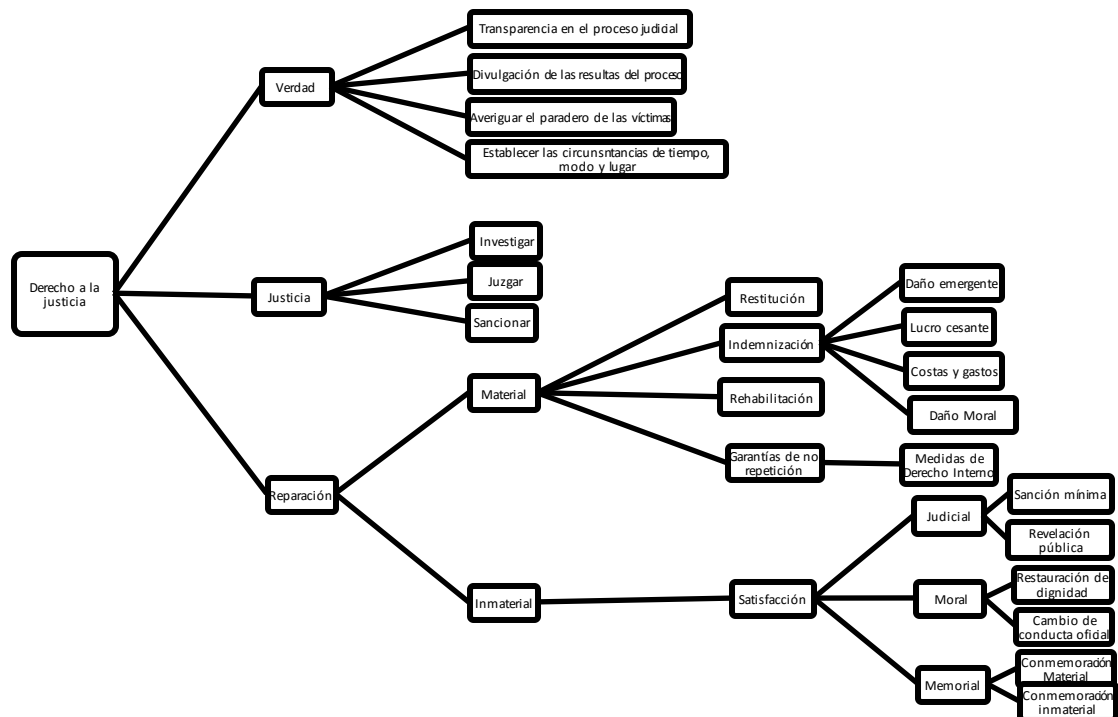 Derecho a la
justicia
Verdad
Transparencia en el proceso judicial
Divulgación de las resultas del proceso
Averiguar el paradero de las víctimas
Establecer las circunsntancias de tiempo,
modo y lugar
Justicia
Investigar
Juzgar
Sancionar
Reparación
Material
Restitución
Indemnización
Daño emergente
Lucro cesante
Costas y gastos
Daño Moral
Rehabilitación
Garantías de no
repetición
Medidas de
Derecho Interno
Inmaterial
Satisfacción
Judicial
Sanción mínima
Revelación
pública
Moral
Restauración de
dignidad
Cambio de
conducta oficial
Memorial
Conmemoración
Material
Conmemoración
inmaterial